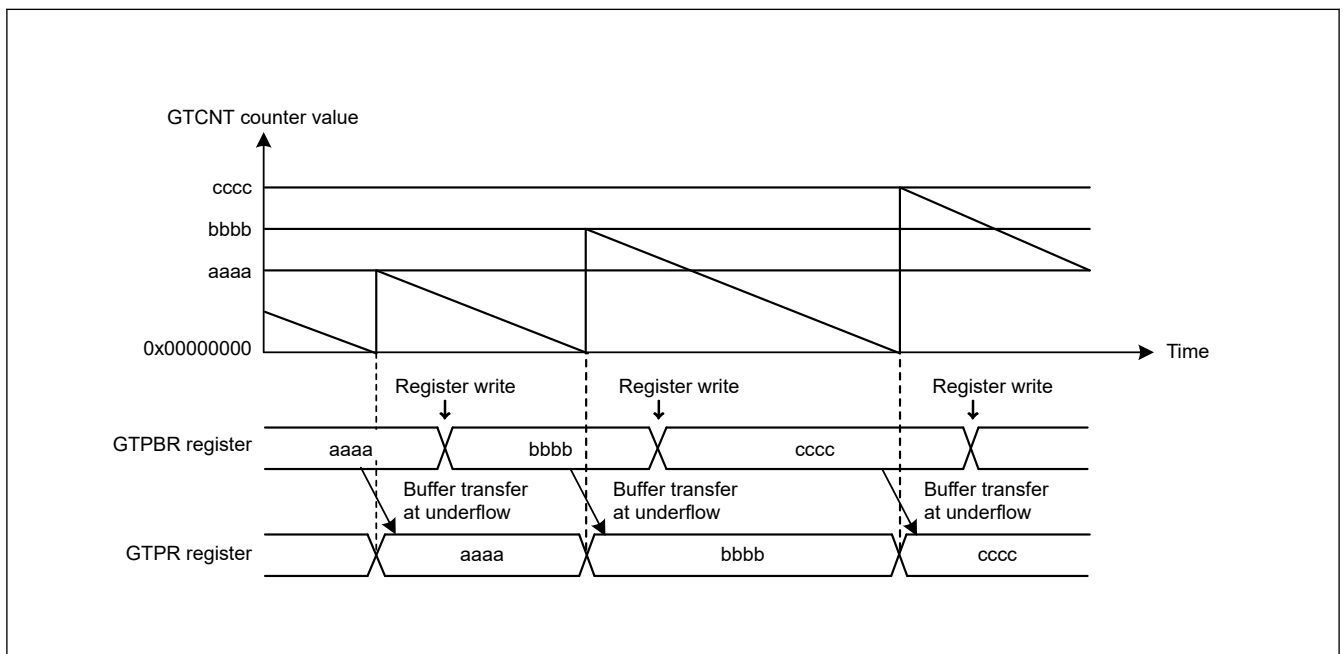 GTCNT counter value
cccc
bbbb
aaaa
0x00000000
Time
Register write
Register write
Register write
GTPBR register
aaaa
bbbb
cccc
Buffer transfer
at underflow
Buffer transfer
at underflow
Buffer transfer
at underflow
GTPR register
aaaa
bbbb
cccc